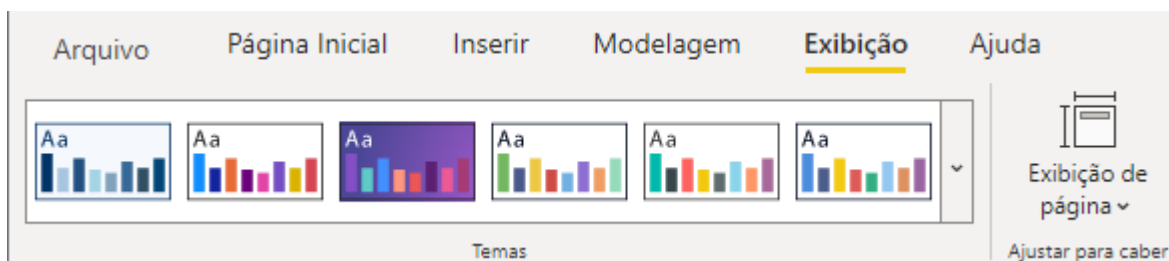 Arquivo Página Inicial Inserir Modelagem Exibição Ajuda
Aa Aa Aa Aa Aa Aa
Exibição de
página
Temas Ajustar para caber